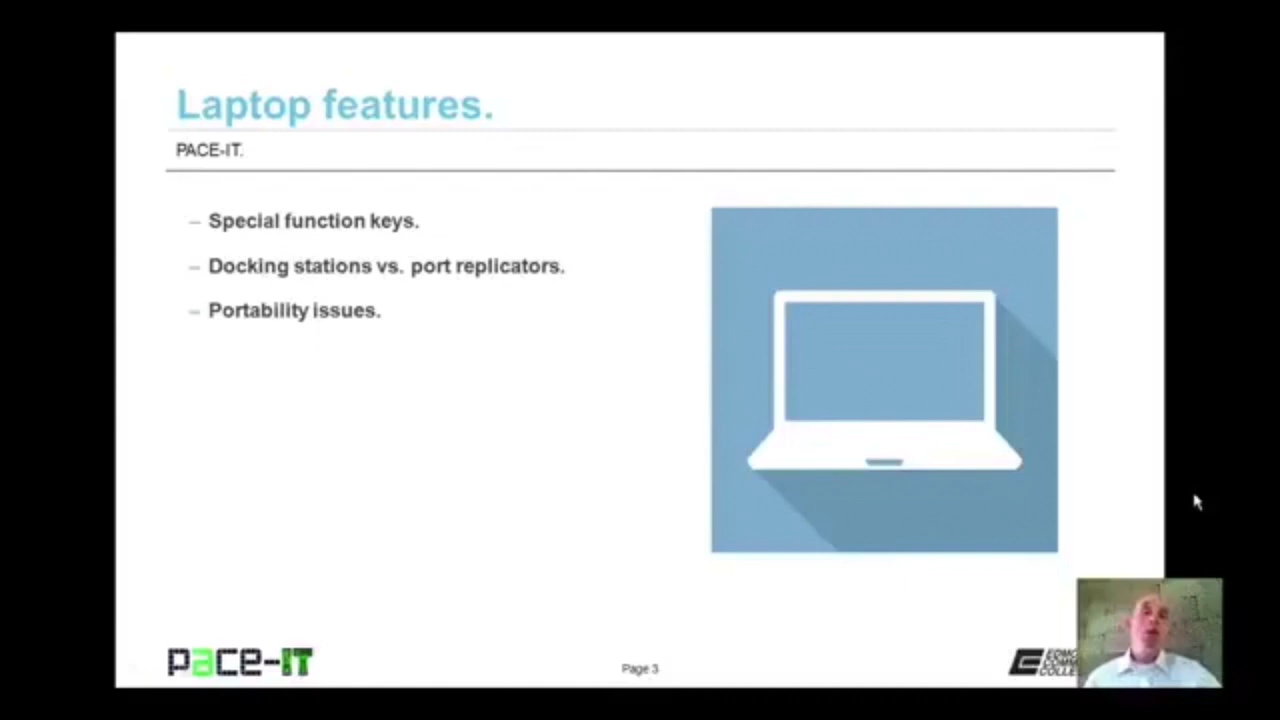 Laptop features.
PACE-IT.
– Special function keys.
– Docking stations vs. port replicators.
– Portability issues.
pace-IT
Page 3